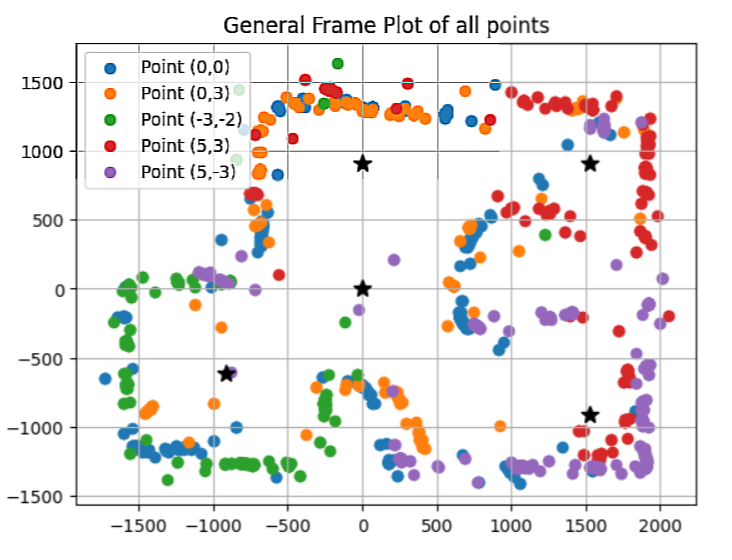 General Frame Plot of all points
Point (0,0)
Point (0,3)
Point (-3,-2)
Point (5,3)
Point (5,-3)
1500
1000
500
0
−500
−1000
−1500
−1500 −1000 −500 0 500 1000 1500 2000